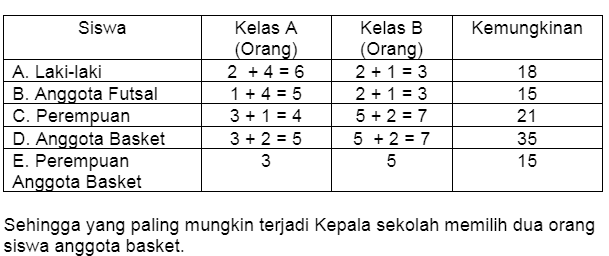 Siswa Kelas A (Orang) Kelas B (Orang) Kemungkinan
A. Laki-laki 2 + 4 = 6 2 + 1 = 3 18
B. Anggota Futsal 1 + 4 = 5 2 + 1 = 3 15
C. Perempuan 3 + 1 = 4 5 + 2 = 7 21
D. Anggota Basket 3 + 2 = 5 5 + 2 = 7 35
E. Perempuan Anggota Basket 3 5 15
Sehingga yang paling mungkin terjadi Kepala sekolah memilih dua orang
siswa anggota basket.